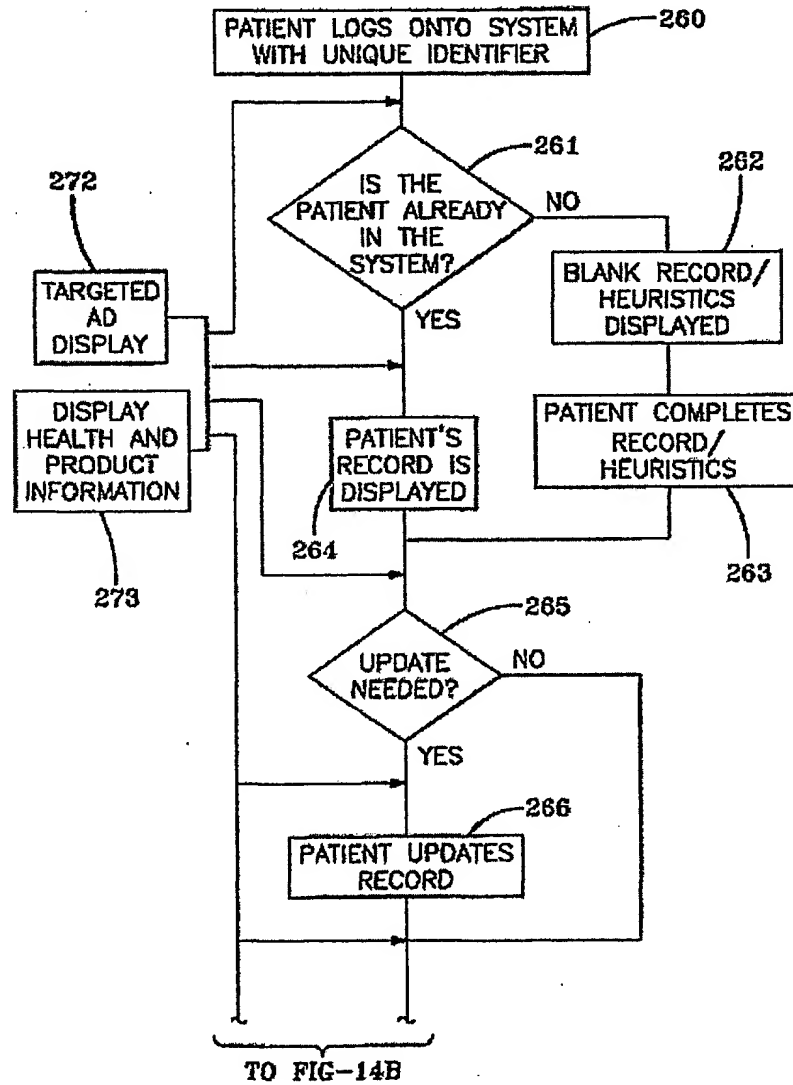 PATIENT LOGS ONTO SYSTEM
WITH UNIQUE IDENTIFIER
260
261
IS THE
PATIENT ALREADY
IN THE
SYSTEM?
NO
YES
262
BLANK RECORD/
HEURISTICS
DISPLAYED
272
TARGETED
AD
DISPLAY
DISPLAY
HEALTH AND
PRODUCT
INFORMATION
273
PATIENT'S
RECORD IS
DISPLAYED
264
PATIENT COMPLETES
RECORD/
HEURISTICS
263
265
UPDATE
NEEDED?
NO
YES
266
PATIENT UPDATES
RECORD
TO FIG-14B